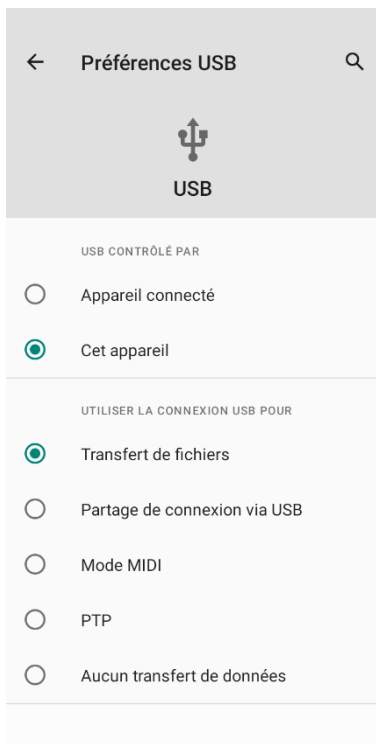 Préférences USB
USB
USB CONTRÔLÉ PAR
Appareil connecté
Cet appareil
UTILISER LA CONNEXION USB POUR
Transfert de fichiers
Partage de connexion via USB
Mode MIDI
PTP
Aucun transfert de données